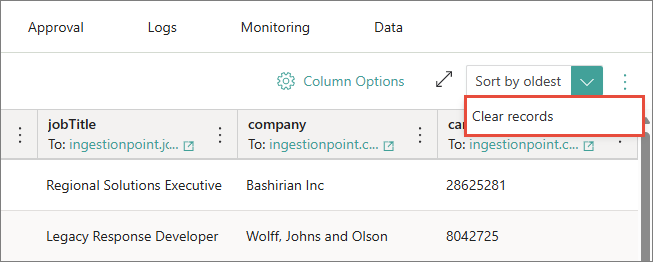 Approval Logs Monitoring Data
Column Options Sort by oldest
Clear records
jobTitle company
To: ingestionpoint.jc... To: ingestionpoint.c... To: ingestionpoint.c...
Regional Solutions Executive Bashirian Inc 28625281
Legacy Response Developer Wolff, Johns and Olson 8042725